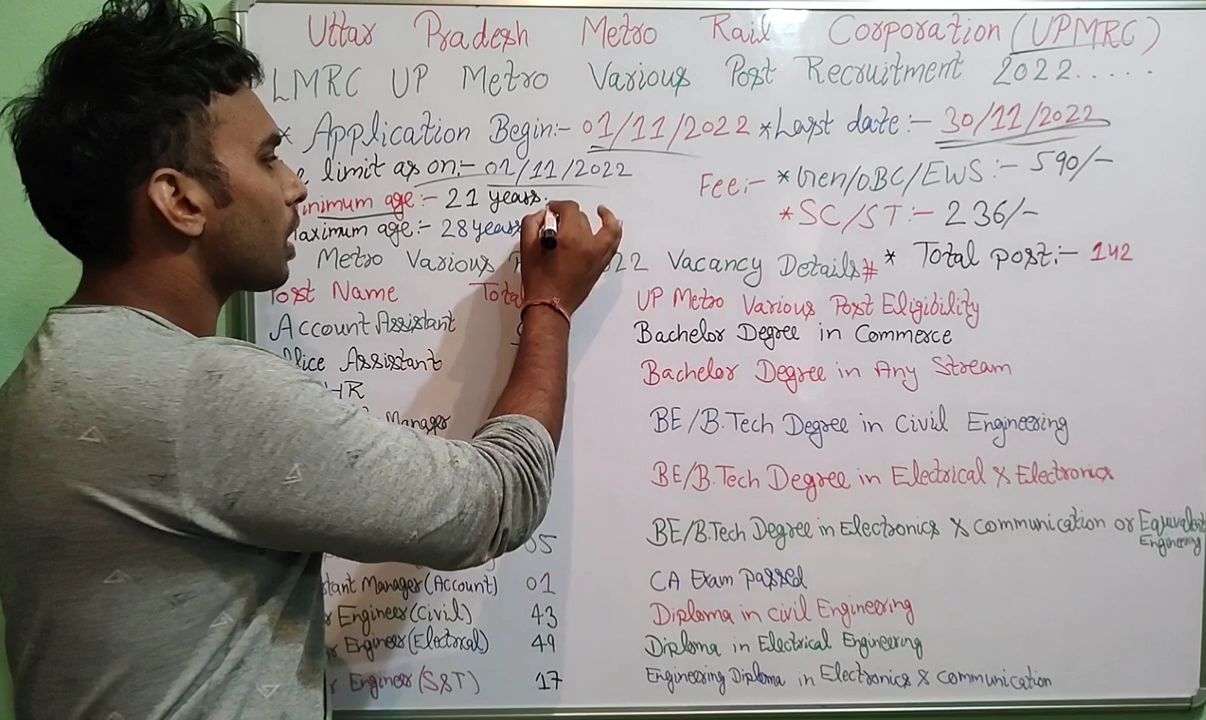 Uttar Pradesh Metro Rail Corporation (UPMRC)
LMRC UP Metro Various Post Recruitment 2022.....
* Application Begin:- 01/11/2022 * Last date:- 30/11/2022
limit as on:- 01/11/2022
Fee:- * Gen/OBC/EWS:- 590/-
* SC/ST:- 236/-
inimum age:- 21 years.
aximum age:- 28 years
Metro Various 22 Vacancy Details# * Total post:- 142
Post Name Tota
UP Metro Various Post Eligibility
Account Assistant
Bachelor Degree in Commerce
ffice Assistant
HR
Bachelor Degree in Any Stream
Manager
BE/B.Tech Degree in Civil Engineering
BE/B.Tech Degree in Electrical & Electronics
05
BE/B.Tech Degree in Electronics & communication or Equivalent Engineering
stant Manager(Account) 01
CA Exam passed
r Engineer(Civil) 43
Diploma in civil Engineering
r Engineer(Electrical) 49
Diploma in Electrical Engineering
r Engineer(S&T) 17
Engineering Diploma in Electronics & communication